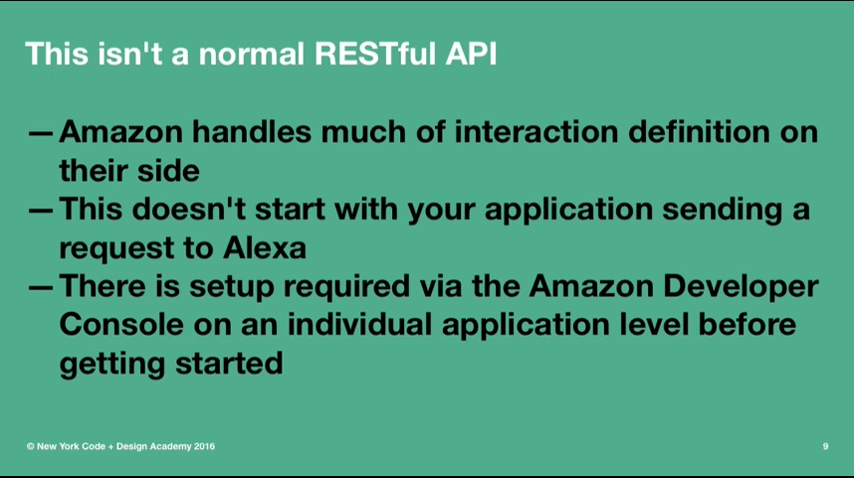 This isn't a normal RESTful API
—Amazon handles much of interaction definition on
their side
—This doesn't start with your application sending a
request to Alexa
—There is setup required via the Amazon Developer
Console on an individual application level before
getting started
© New York Code + Design Academy 2016
9